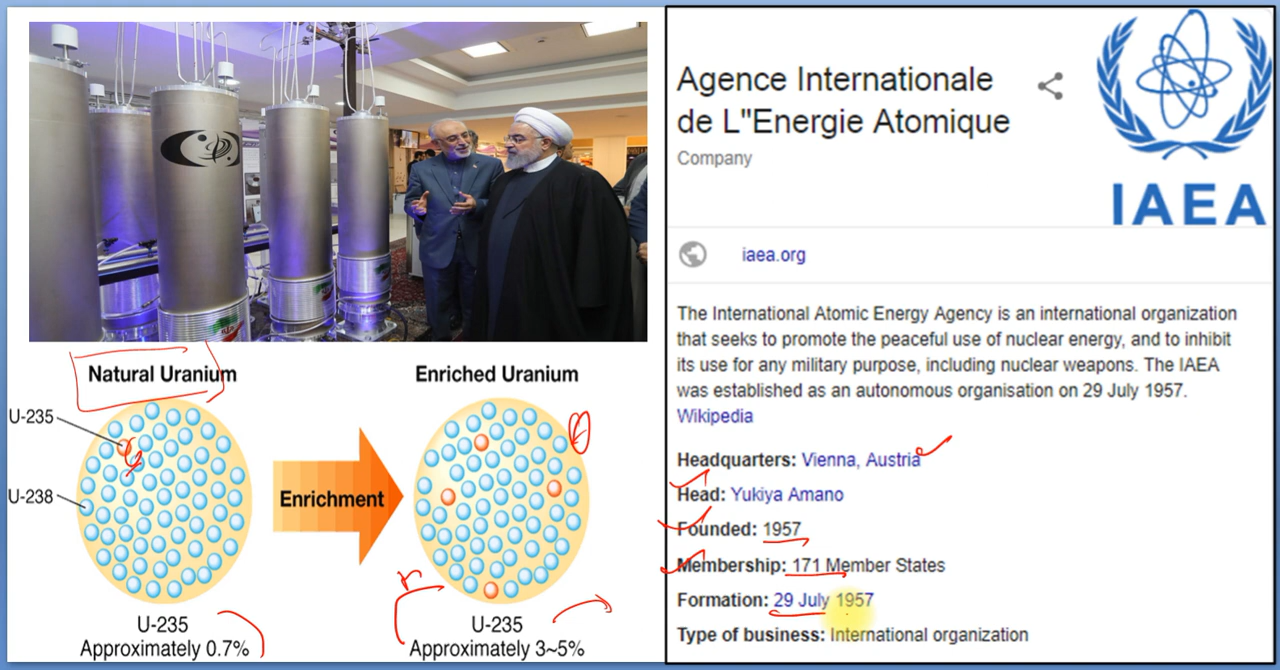 Natural Uranium
Enriched Uranium
U-235
U-238
Enrichment
U-235
Approximately 0.7%
U-235
Approximately 3~5%
Agence Internationale
de L"Energie Atomique
Company
IAEA
iaea.org
The International Atomic Energy Agency is an international organization
that seeks to promote the peaceful use of nuclear energy, and to inhibit
its use for any military purpose, including nuclear weapons. The IAEA
was established as an autonomous organisation on 29 July 1957.
Wikipedia
Headquarters: Vienna, Austria
Head: Yukiya Amano
Founded: 1957
Membership: 171 Member States
Formation: 29 July 1957
Type of business: International organization